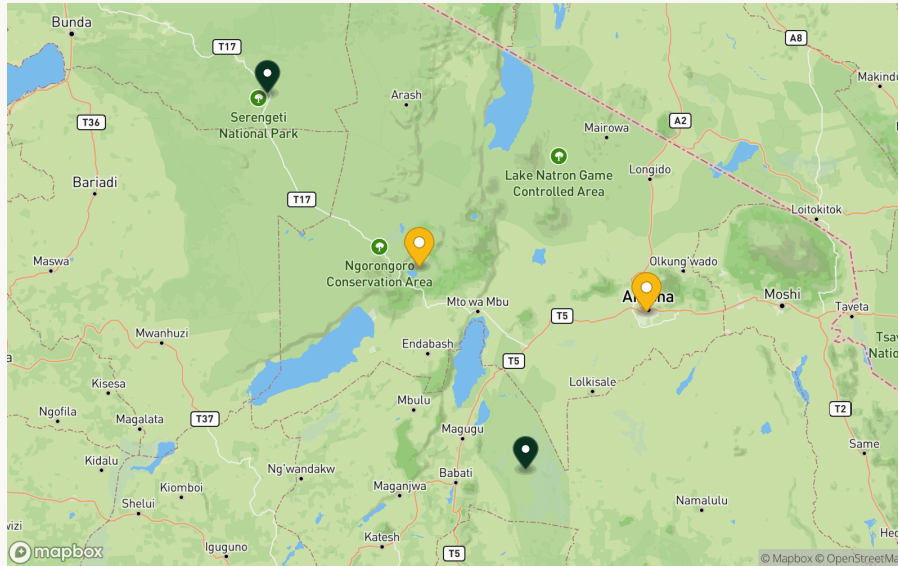 Bunda
T17
A8
Makindu
Arash
Serengeti
National Park
T36
Mairowa
A2
Lake Natron Game
Controlled Area
Longido
Bariadi
T17
Loitokitok
Maswa
Ngorongoro
Conservation Area
Olkung'wado
Mto wa Mbu
T5
Moshi
Taveta
Mwanhuzi
Endabash
T5
Lolkisale
Kisesa
Mbulu
Ngofila
Magalata
T37
Magugu
T2
Same
Kidalu
Ng'wandakw
Babati
Kiomboi
Maganjwa
Namalulu
Shelui
Katesh
T5
Iguguno
mapbox
© Mapbox © OpenStreetMa